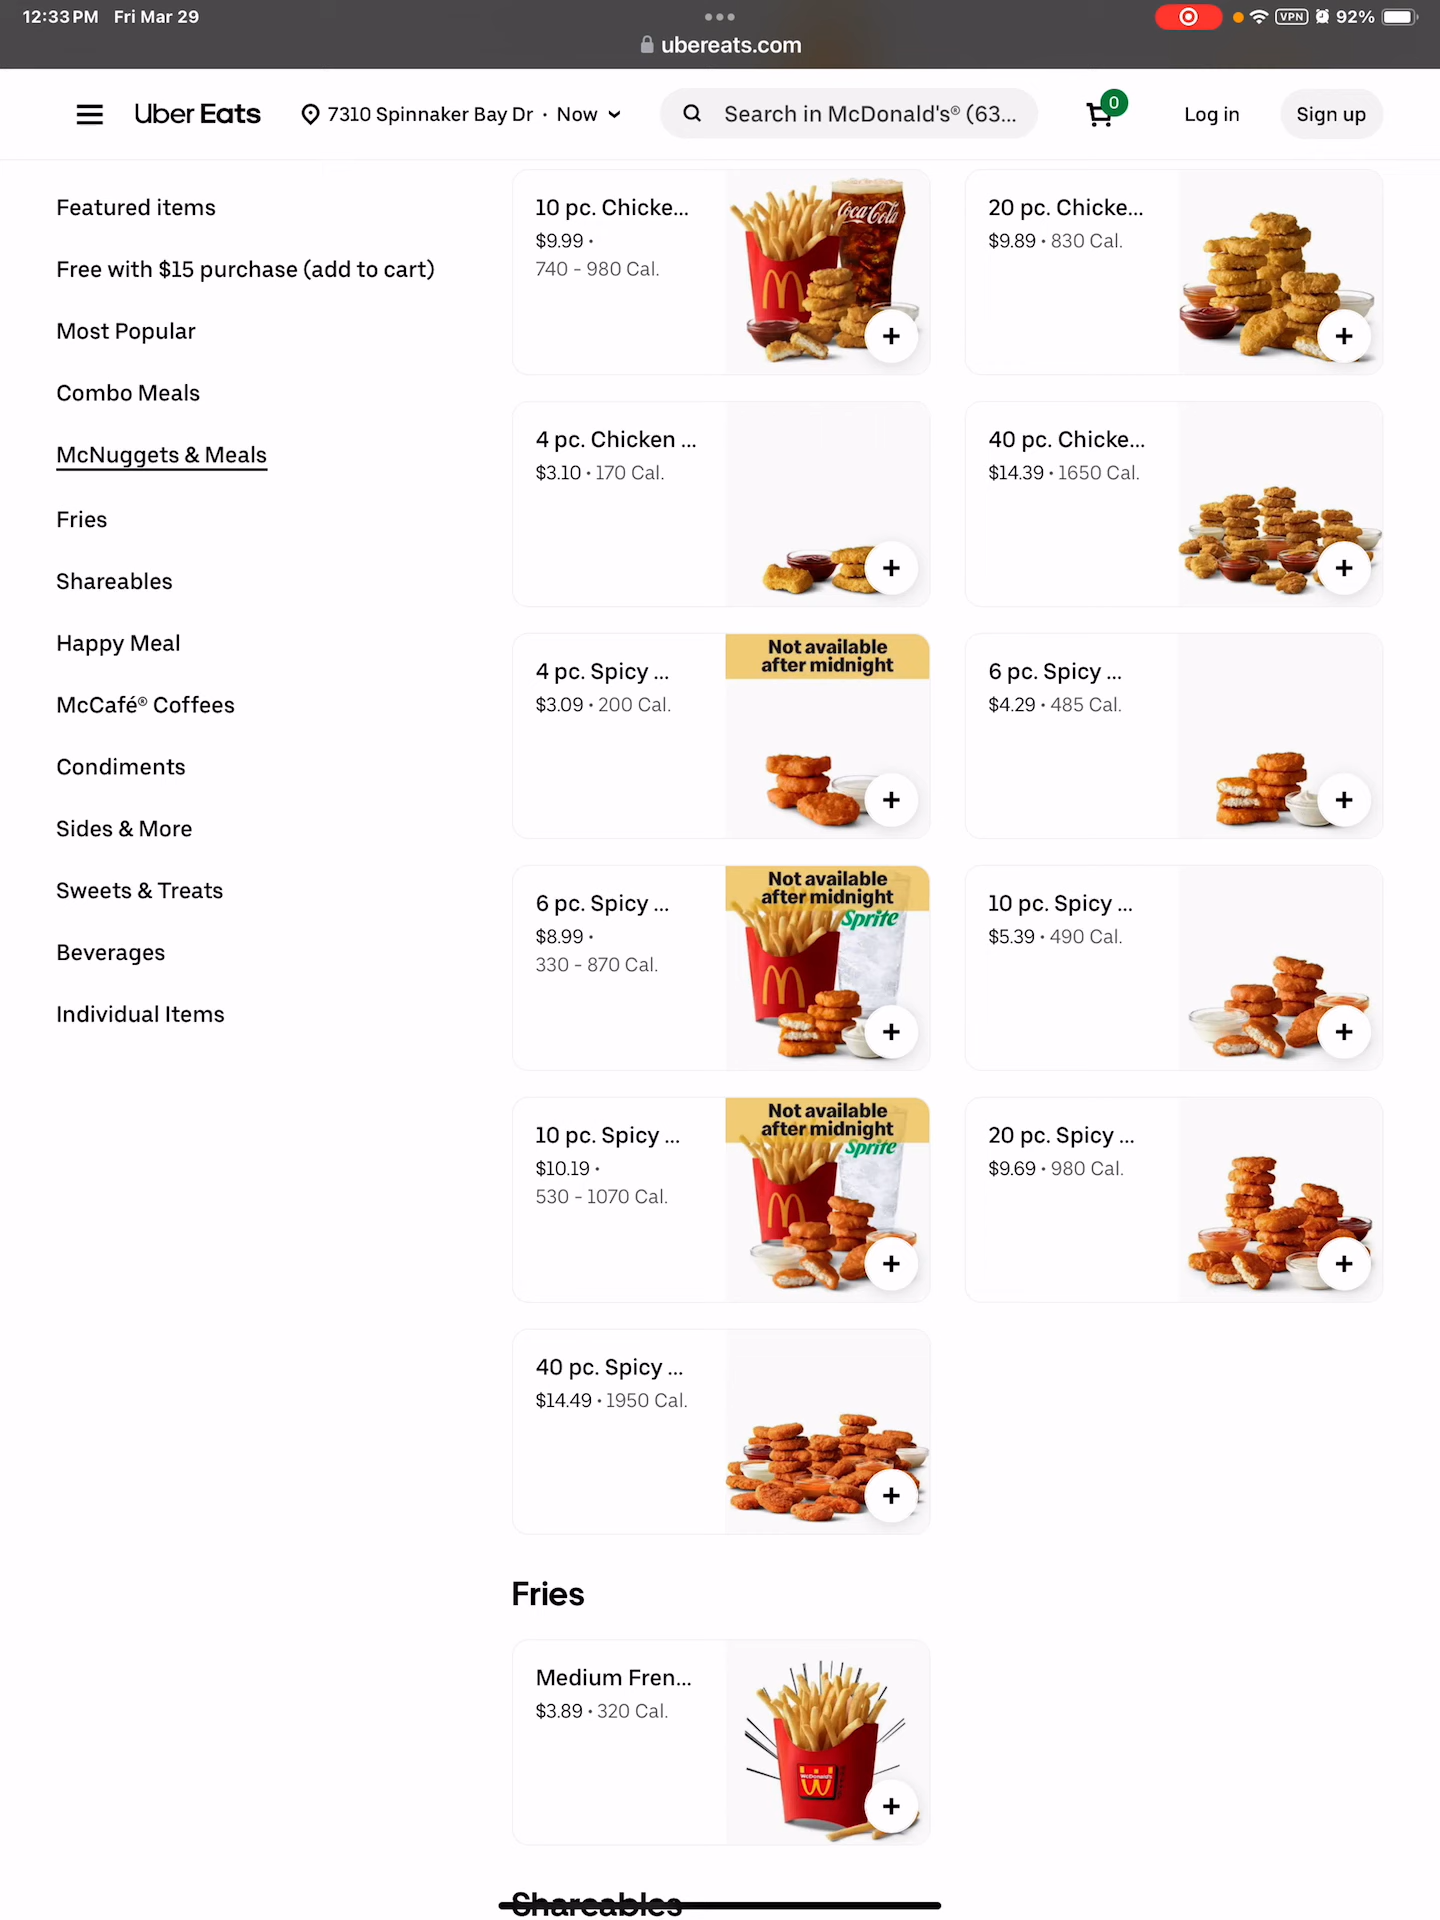 12:33 PM Fri Mar 29
VPN 92%
ubereats.com
Uber Eats
7310 Spinnaker Bay Dr · Now
Search in McDonald's® (63...
0
Log in
Sign up
Featured items
Free with $15 purchase (add to cart)
Most Popular
Combo Meals
McNuggets & Meals
Fries
Shareables
Happy Meal
McCafé® Coffees
Condiments
Sides & More
Sweets & Treats
Beverages
Individual Items
10 pc. Chicke...
$9.99 ·
740 - 980 Cal.
Coca-Cola
20 pc. Chicke...
$9.89 · 830 Cal.
4 pc. Chicken ...
$3.10 · 170 Cal.
40 pc. Chicke...
$14.39 · 1650 Cal.
4 pc. Spicy ...
$3.09 · 200 Cal.
Not available
after midnight
6 pc. Spicy ...
$4.29 · 485 Cal.
6 pc. Spicy ...
$8.99 ·
330 - 870 Cal.
Not available
after midnight
Sprite
10 pc. Spicy ...
$5.39 · 490 Cal.
10 pc. Spicy ...
$10.19 ·
530 - 1070 Cal.
Not available
after midnight
Sprite
20 pc. Spicy ...
$9.69 · 980 Cal.
40 pc. Spicy ...
$14.49 · 1950 Cal.
Fries
Medium Fren...
$3.89 · 320 Cal.
Shareables